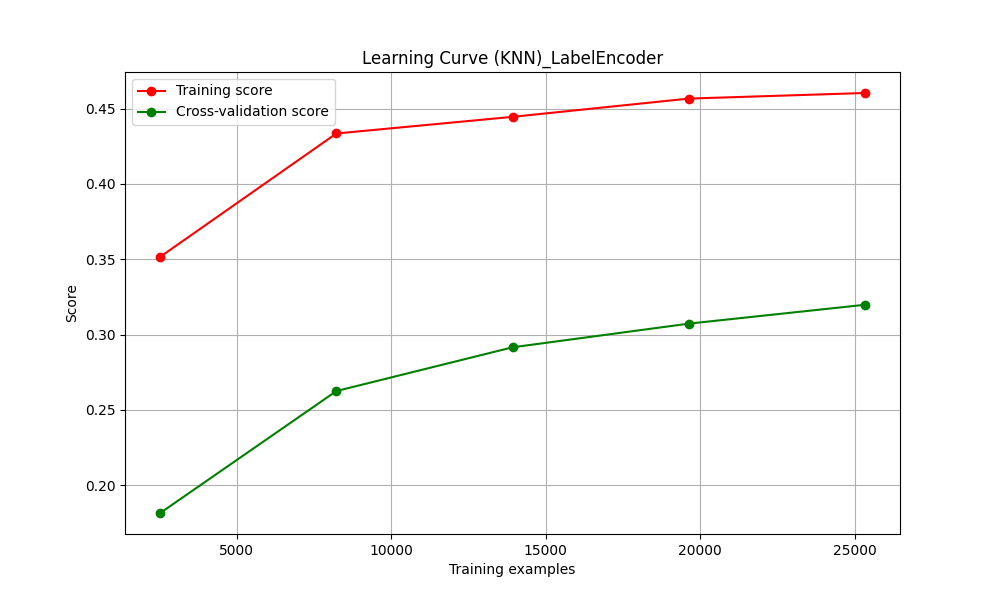 Learning Curve (KNN)_LabelEncoder
Training score
Cross-validation score
0.45
0.40
0.35
0.30
0.25
0.20
Score
5000 10000 15000 20000 25000
Training examples